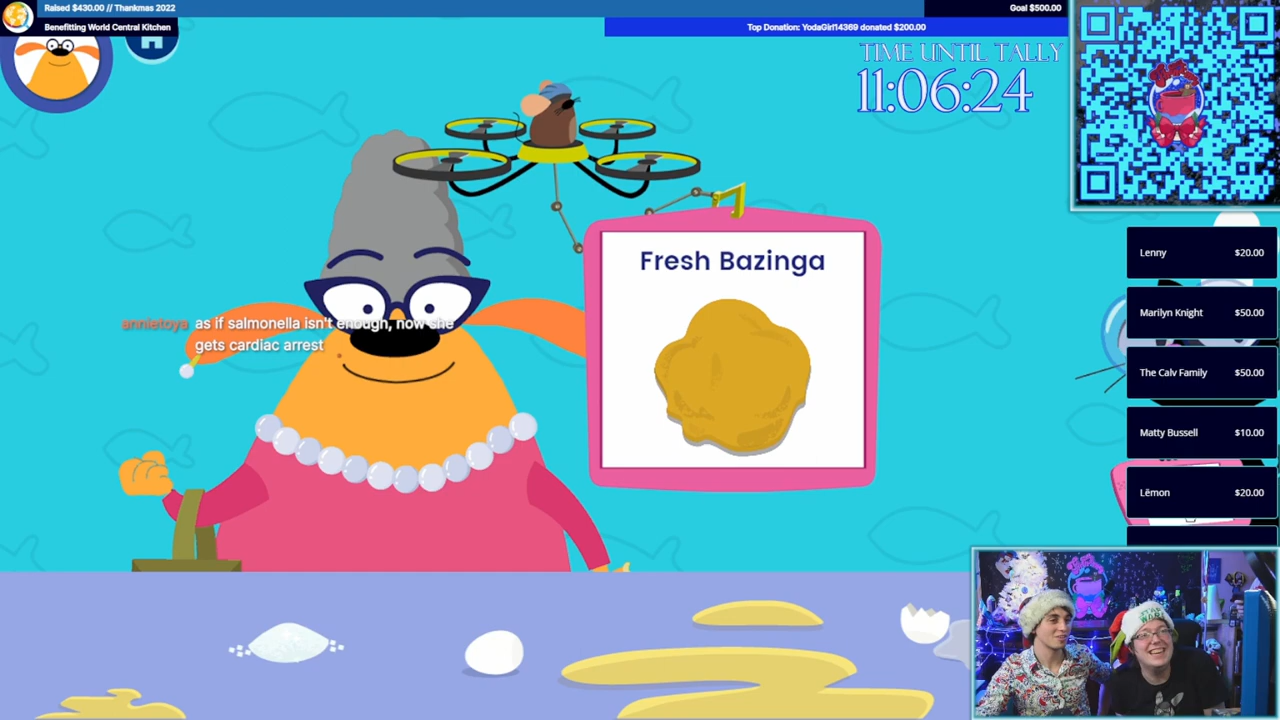 Raised $430.00 // Thankmas 2022
Goal $500.00
Benefitting World Central Kitchen
Top Donation: YodaGirl14369 donated $200.00
TIME UNTIL TALLY
11:06:24
Fresh Bazinga
annietoya as if salmonella isn't enough, now she
gets cardiac arrest
Lenny $20.00
Marilyn Knight $50.00
The Calv Family $50.00
Matty Bussell $10.00
Lëmon $20.00